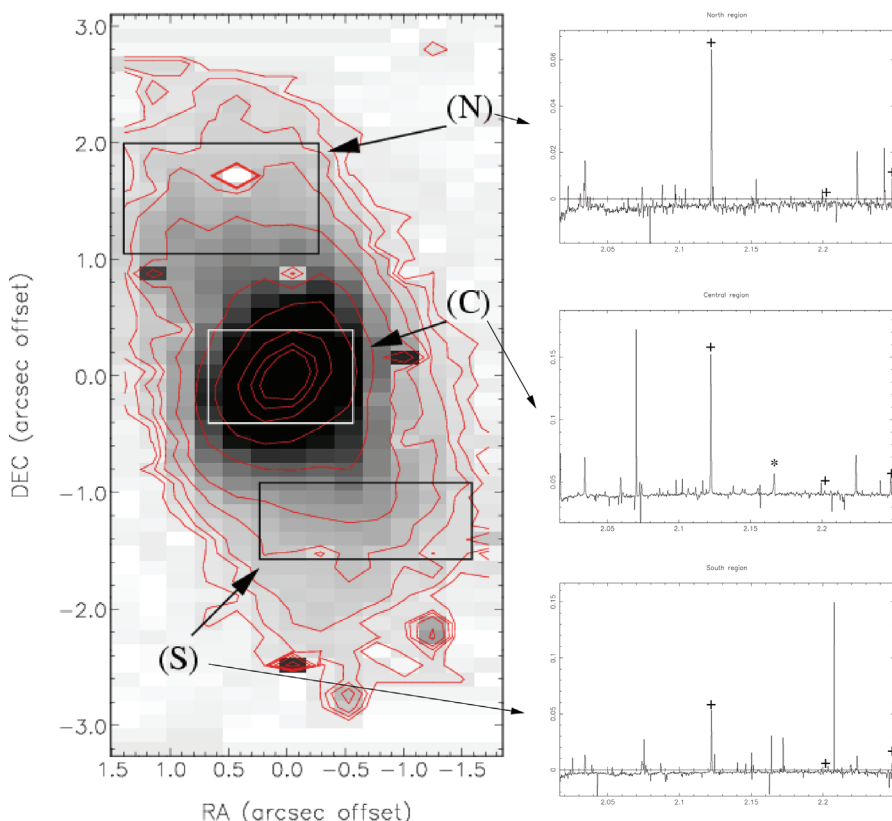 3.0
2.0
1.0
0.0
−1.0
−2.0
−3.0
DEC (arcsec offset)
1.5 1.0 0.5 0.0 −0.5 −1.0 −1.5
RA (arcsec offset)
(N)
(C)
(S)
North region
0.06
0.04
0.02
0
+ + +
2.05 2.1 2.15 2.2
Central region
0.15
0.1
0.05
+ * + +
2.05 2.1 2.15 2.2
South region
0.15
0.1
0.05
0
+ + +
2.05 2.1 2.15 2.2